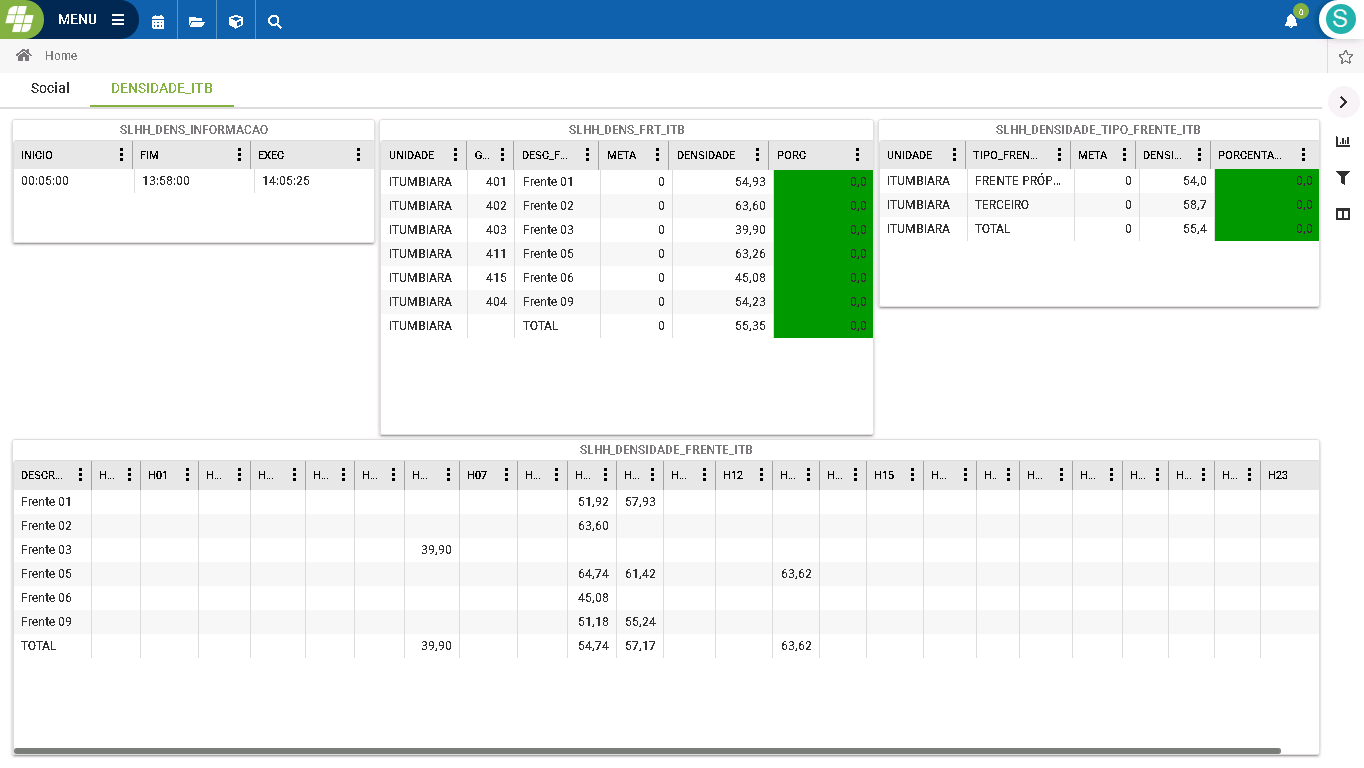 MENU
0
S
Home
Social DENSIDADE_ITB
SLHH_DENS_INFORMACAO
INICIO FIM EXEC
00:05:00 13:58:00 14:05:25
SLHH_DENS_FRT_ITB
UNIDADE G... DESC_F... META DENSIDADE PORC
ITUMBIARA 401 Frente 01 0 54,93 0,0
ITUMBIARA 402 Frente 02 0 63,60 0,0
ITUMBIARA 403 Frente 03 0 39,90 0,0
ITUMBIARA 411 Frente 05 0 63,26 0,0
ITUMBIARA 415 Frente 06 0 45,08 0,0
ITUMBIARA 404 Frente 09 0 54,23 0,0
ITUMBIARA TOTAL 0 55,35 0,0
SLHH_DENSIDADE_TIPO_FRENTE_ITB
UNIDADE TIPO_FREN... META DENSI... PORCENTA...
ITUMBIARA FRENTE PRÓP... 0 54,0 0,0
ITUMBIARA TERCEIRO 0 58,7 0,0
ITUMBIARA TOTAL 0 55,4 0,0
SLHH_DENSIDADE_FRENTE_ITB
DESCR... H... H01 H... H... H... H... H... H07 H... H... H... H... H12 H... H... H15 H... H... H... H... H... H... H... H23
Frente 01 51,92 57,93
Frente 02 63,60
Frente 03 39,90
Frente 05 64,74 61,42 63,62
Frente 06 45,08
Frente 09 51,18 55,24
TOTAL 39,90 54,74 57,17 63,62